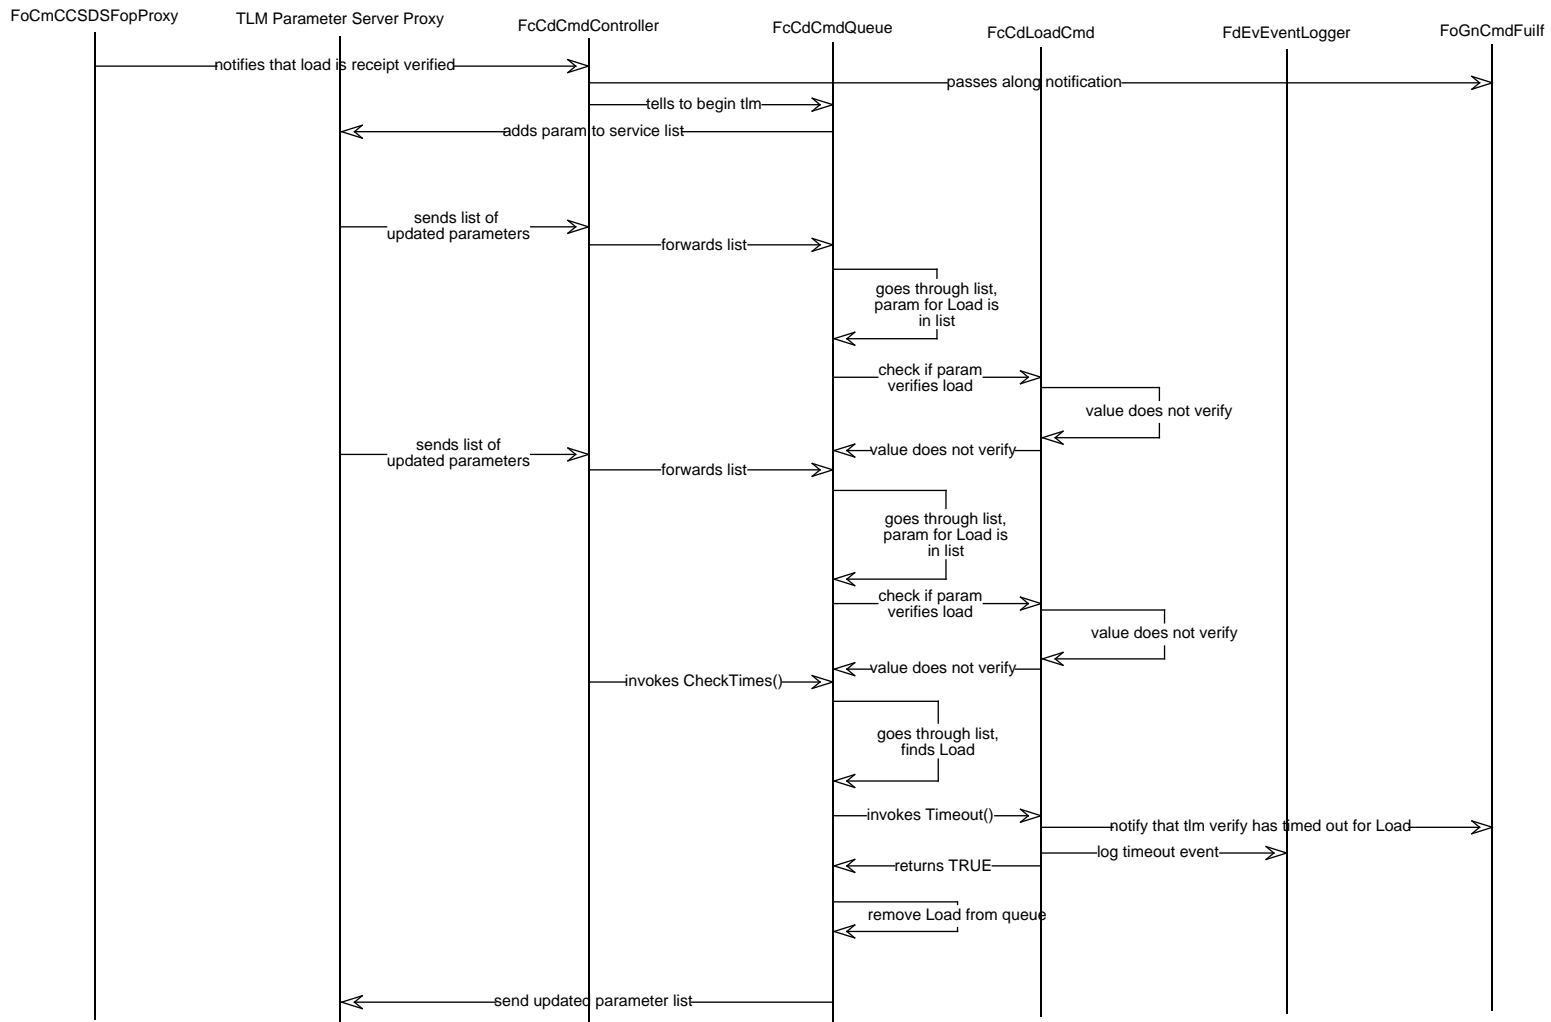 FoCmCCSDSFopProxy
TLM Parameter Server Proxy
FcCdCmdController
FcCdCmdQueue
FcCdLoadCmd
FdEvEventLogger
FoGnCmdFuiIf
notifies that load is receipt verified
passes along notification
tells to begin tlm
adds param to service list
sends list of
updated parameters
forwards list
goes through list,
param for Load is
in list
check if param
verifies load
value does not verify
value does not verify
sends list of
updated parameters
forwards list
goes through list,
param for Load is
in list
check if param
verifies load
value does not verify
value does not verify
invokes CheckTimes()
goes through list,
finds Load
invokes Timeout()
notify that tlm verify has timed out for Load
log timeout event
returns TRUE
remove Load from queue
send updated parameter list